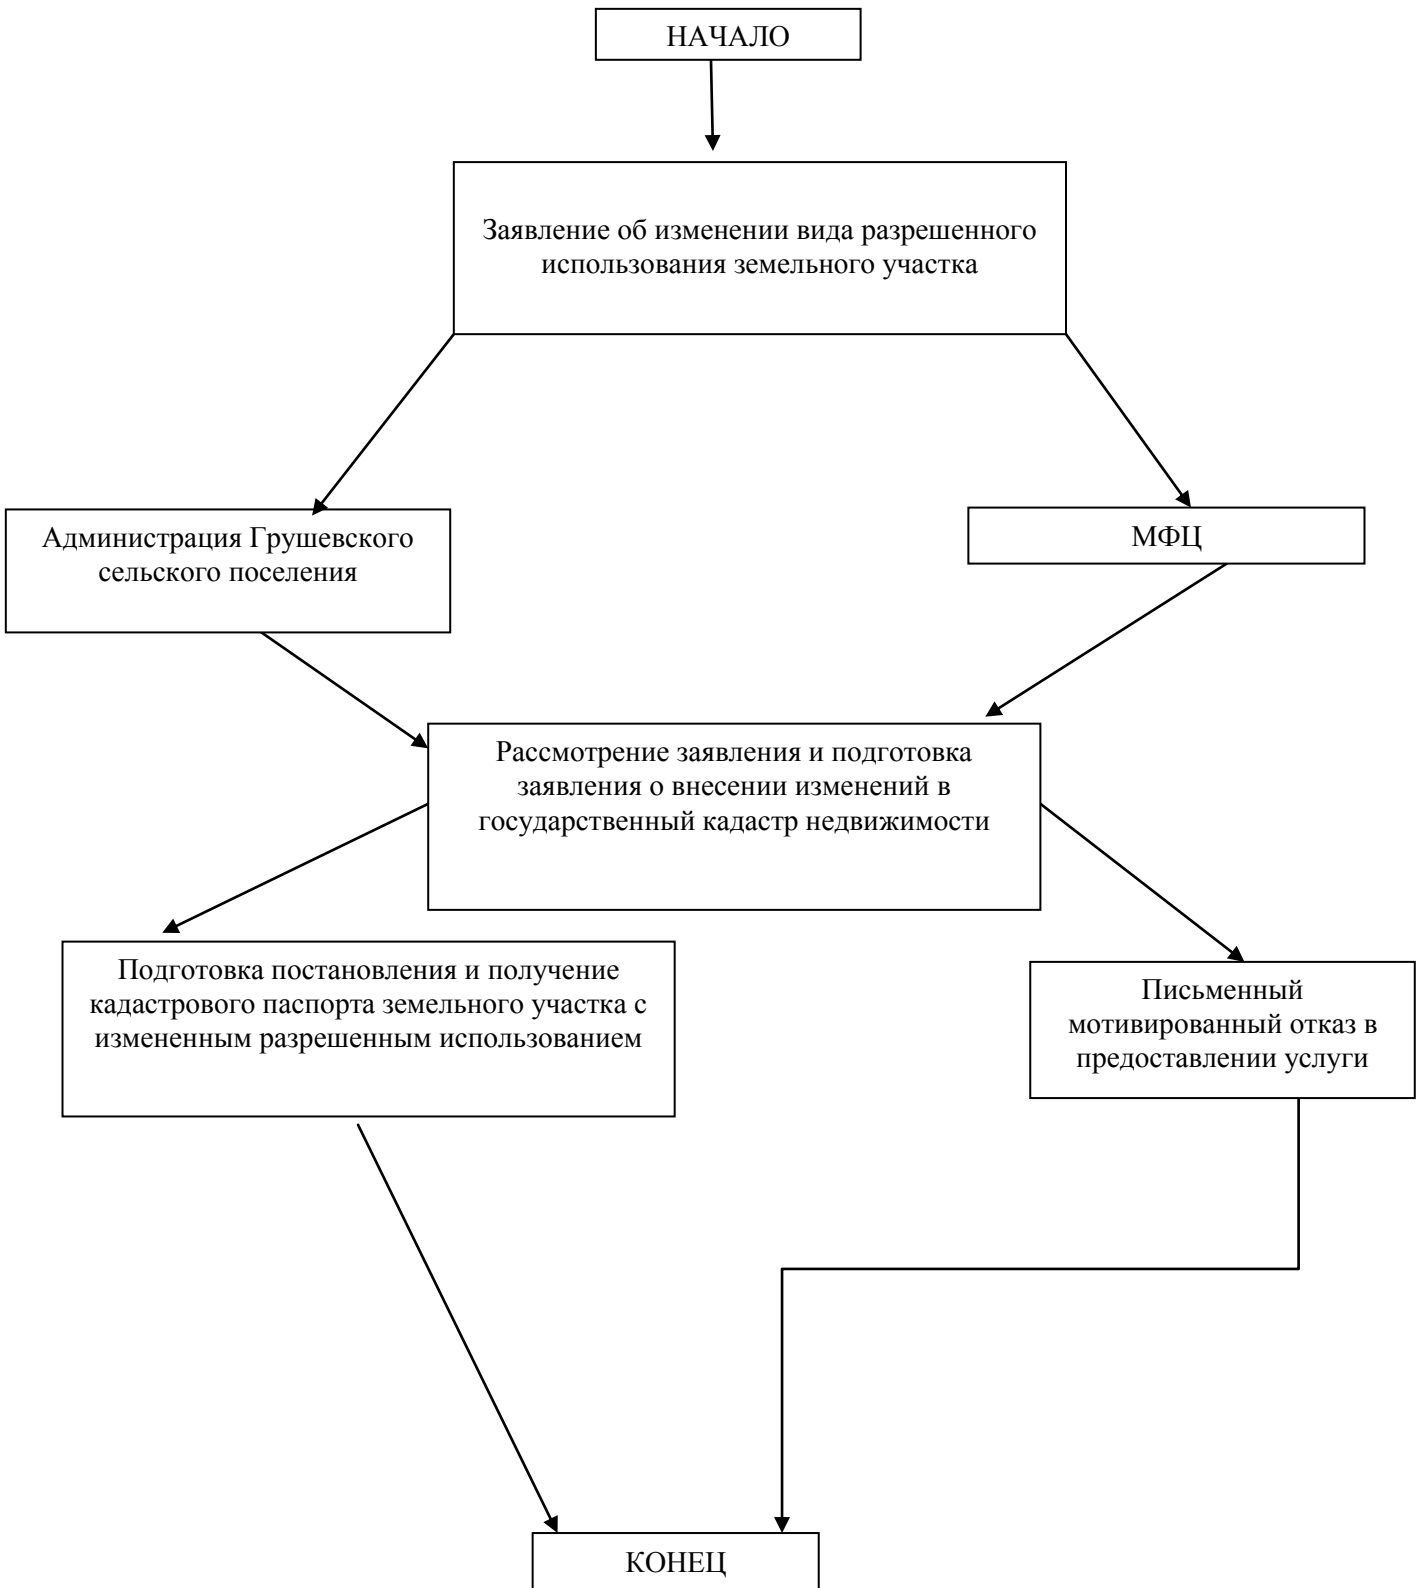 НАЧАЛО
Заявление об изменении вида разрешенного
использования земельного участка
Администрация Грушевского
сельского поселения
МФЦ
Рассмотрение заявления и подготовка
заявления о внесении изменений в
государственный кадастр недвижимости
Подготовка постановления и получение
кадастрового паспорта земельного участка с
измененным разрешенным использованием
Письменный
мотивированный отказ в
предоставлении услуги
КОНЕЦ